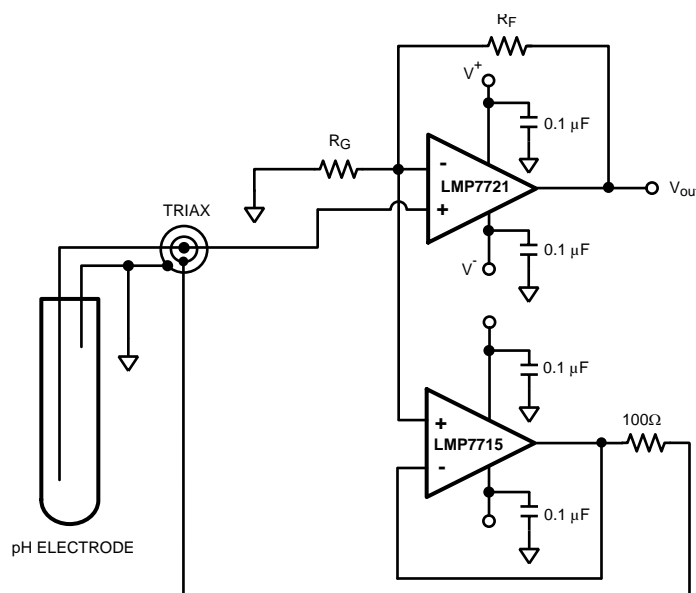 RF
V+
0.1 μF
RG
-
LMP7721
+
Vou
TRIAX
0.1 μF
V-
0.1 μF
100Ω
+
LMP7715
-
0.1 μF
pH ELECTRODE